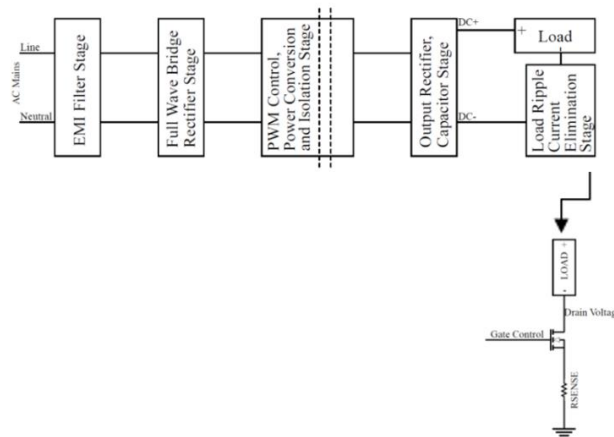 AC Mains
Line
Neutral
EMI Filter Stage
Full Wave Bridge
Rectifier Stage
PWM Control,
Power Conversion
and Isolation Stage
Output Rectifier,
Capacitor Stage
DC+
DC-
+ Load
-
Load Ripple
Current
Elimination
Stage
LOAD +
-
Drain Voltage
Gate Control
RSENSE